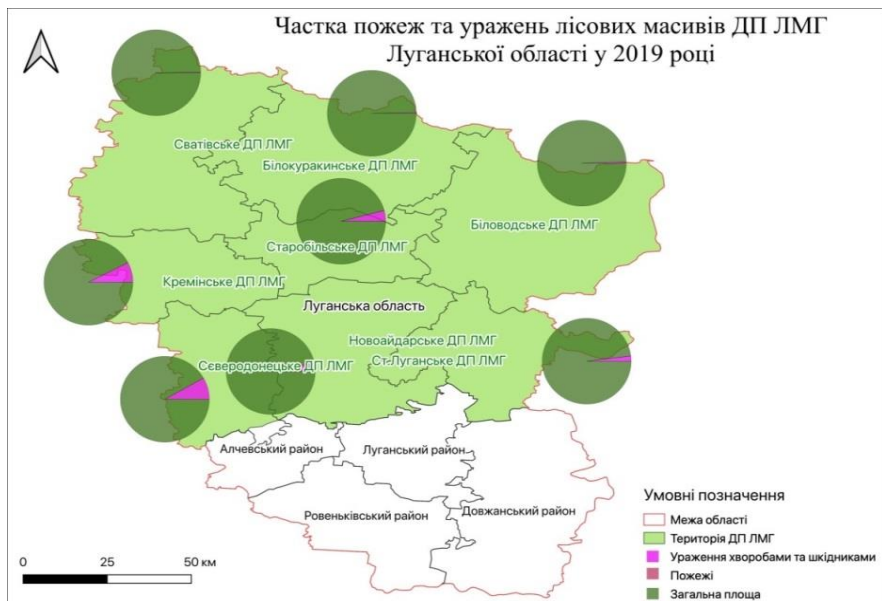 Частка пожеж та уражень лісових масивів ДП ЛМГ
Луганської області у 2019 році
Сватівське ДП ЛМГ
Білокуракинське ДП ЛМГ
Біловодське ДП ЛМГ
Старобільське ДП ЛМГ
Кремінське ДП ЛМГ
Луганська область
Новоайдарське ДП ЛМГ
Сєверодонецьке ДП ЛМГ
Ст.Луганське ДП ЛМГ
Алчевський район
Луганський район
Ровеньківський район
Довжанський район
Умовні позначення
Межа області
Територія ДП ЛМГ
Ураження хворобами та шкідниками
Пожежі
Загальна площа
0 25 50 км